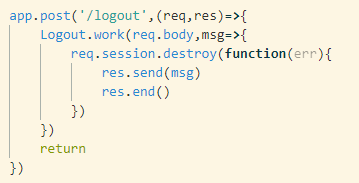 app.post('/logout',(req,res)=>{
    Logout.work(req.body,msg=>{
        req.session.destroy(function(err){
            res.send(msg)
            res.end()
        })
    })
    return
})